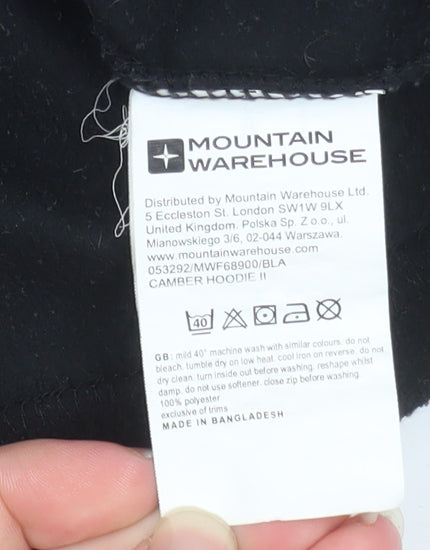 MOUNTAIN
WAREHOUSE
Distributed by Mountain Warehouse Ltd.
5 Eccleston St. London SW1W 9LX
United Kingdom. Polska Sp. Z o.o., ul.
Mianowskiego 3/6, 02-044 Warszawa.
www.mountainwarehouse.com
053292/MWF68900/BLA
CAMBER HOODIE II
40
GB: mild 40° machine wash with similar colours. do not
bleach. tumble dry on low heat. cool iron on reverse. do not
dry clean. turn inside out before washing. reshape whilst
damp. do not use softener. close zip before washing.
100% polyester
exclusive of trims
MADE IN BANGLADESH